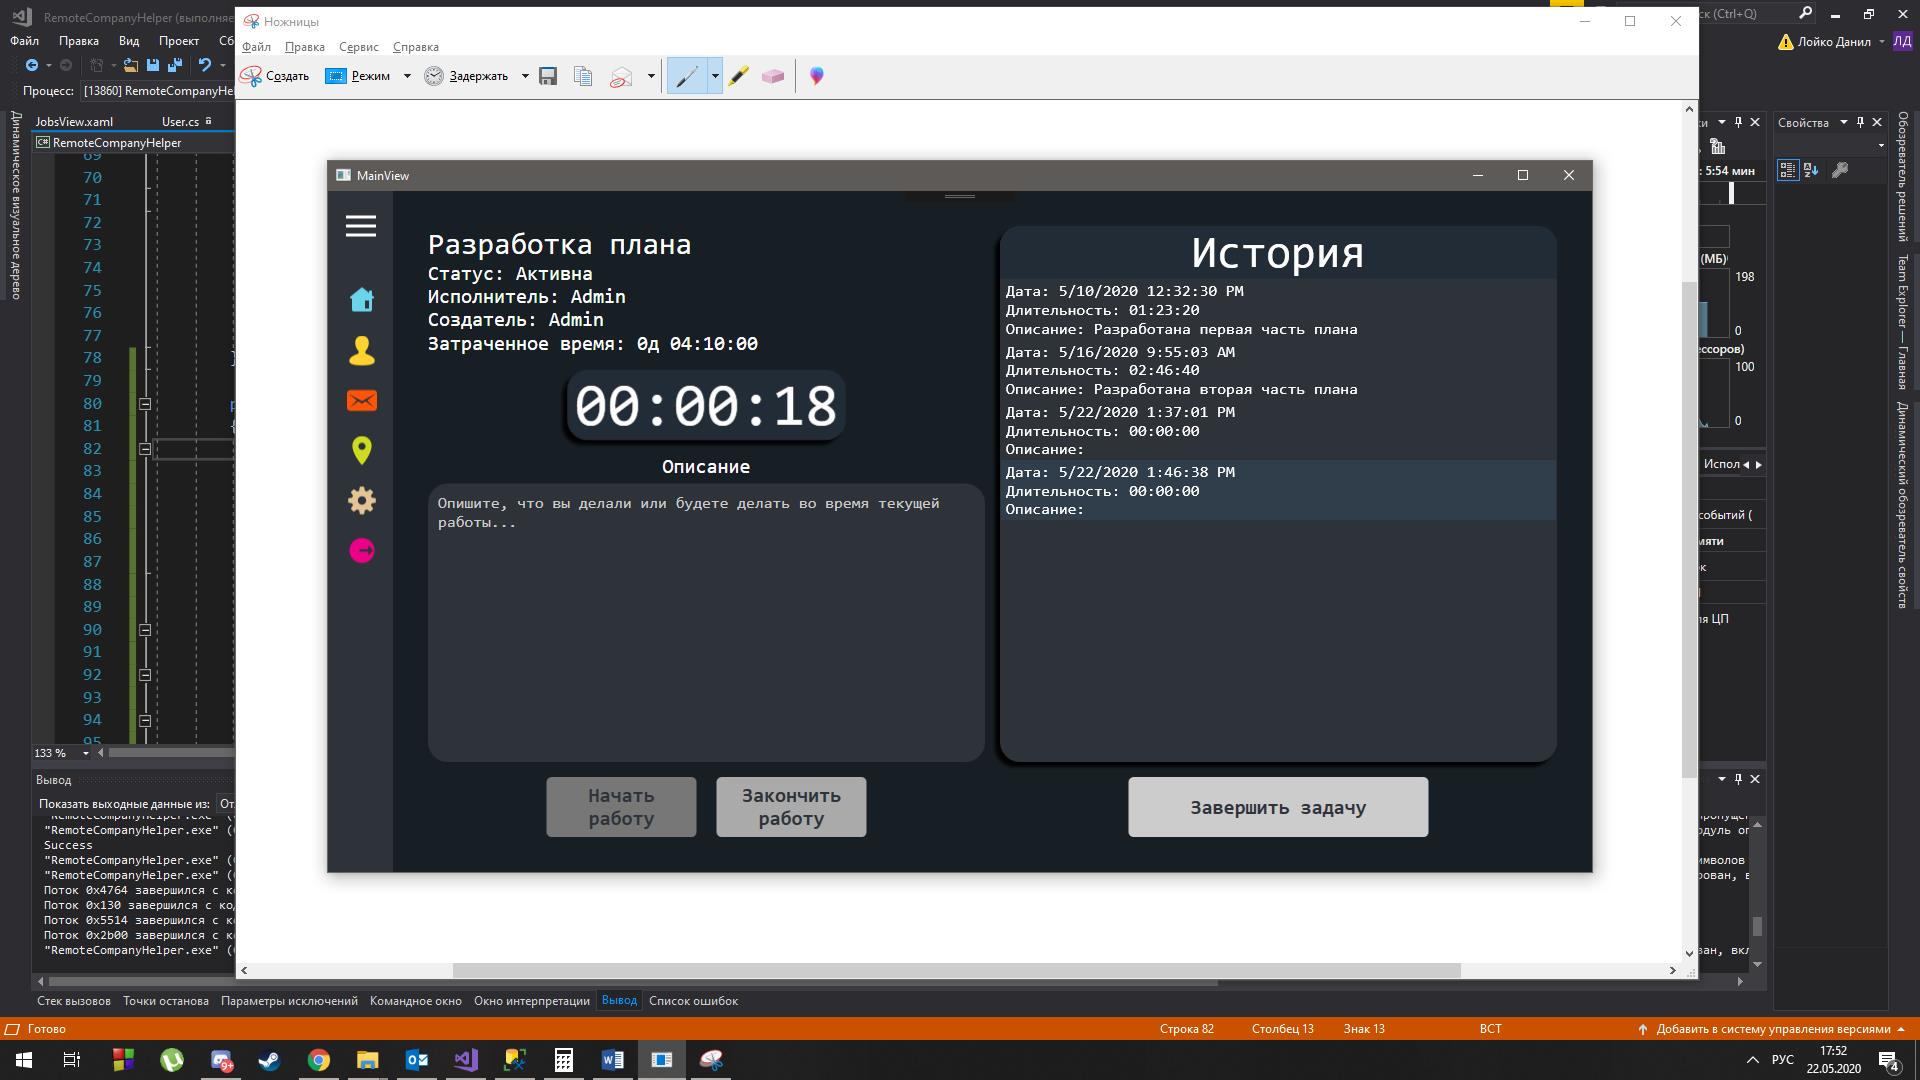 RemoteCompanyHelper (выполняе
Ножницы
ск (Ctrl+Q)
Файл
Правка
Вид
Проект
Сб
Файл
Правка
Сервис
Справка
Лойко Данил
ЛД
Создать
Режим
Задержать
Процесс:
[13860] RemoteCompanyHel
JobsView.xaml
User.cs
Свойства
RemoteCompanyHelper
: 5:54 мин
MainView
Разработка плана
Статус: Активна
Исполнитель: Admin
Создатель: Admin
Затраченное время: 0д 04:10:00
00:00:18
Описание
Опишите, что вы делали или будете делать во время текущей
работы...
Начать
работу
Закончить
работу
История
Дата: 5/10/2020 12:32:30 PM
Длительность: 01:23:20
Описание: Разработана первая часть плана
Дата: 5/16/2020 9:55:03 AM
Длительность: 02:46:40
Описание: Разработана вторая часть плана
Дата: 5/22/2020 1:37:01 PM
Длительность: 00:00:00
Описание:
Дата: 5/22/2020 1:46:38 PM
Длительность: 00:00:00
Описание:
Завершить задачу
Динамическое визуальное дерево
69
70
71
72
73
74
75
76
77
78
79
80
81
82
83
84
85
86
87
88
89
90
91
92
93
94
95
133 %
(МБ)
198
0
ессоров)
100
0
Испол
событий (
мяти
ля ЦП
Обозреватель решений
Team Explorer — Главная
Динамический обозреватель свойств
Вывод
Показать выходные данные из:
От
"RemoteCompanyHelper.exe" (
Success
"RemoteCompanyHelper.exe" (
"RemoteCompanyHelper.exe" (
Поток 0x4764 завершился с к
Поток 0x130 завершился с код
Поток 0x5514 завершился с к
Поток 0x2b00 завершился с к
"RemoteCompanyHelper.exe" (
Стек вызовов
Точки останова
Параметры исключений
Командное окно
Окно интерпретации
Вывод
Список ошибок
Готово
Строка 82
Столбец 13
Знак 13
ВСТ
Добавить в систему управления версиями
9+
РУС
17:52
22.05.2020
4